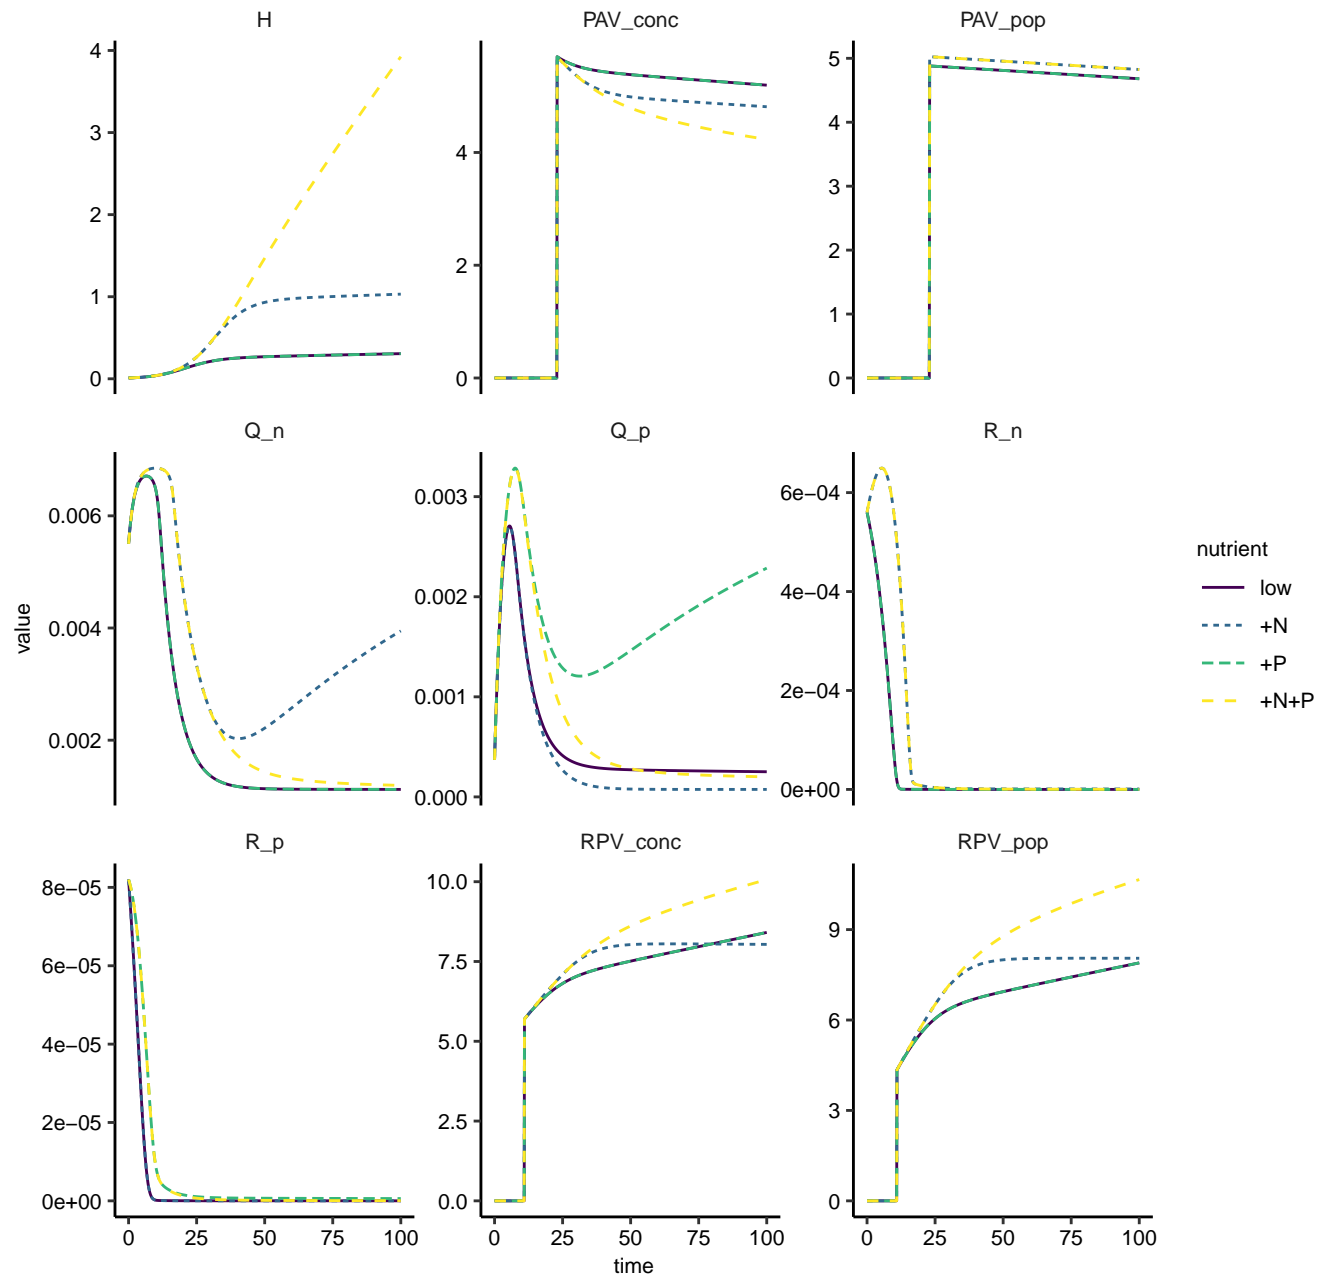 H
PAV_conc
PAV_pop
4
3
2
1
0
4
2
0
5
4
3
2
1
0
Q_n
Q_p
R_n
0.006
0.004
0.002
0.003
0.002
0.001
0.000
6e−04
4e−04
2e−04
0e+00
value
nutrient
low
+N
+P
+N+P
R_p
RPV_conc
RPV_pop
8e−05
6e−05
4e−05
2e−05
0e+00
10.0
7.5
5.0
2.5
0.0
9
6
3
0
0 25 50 75 100
0 25 50 75 100
0 25 50 75 100
time